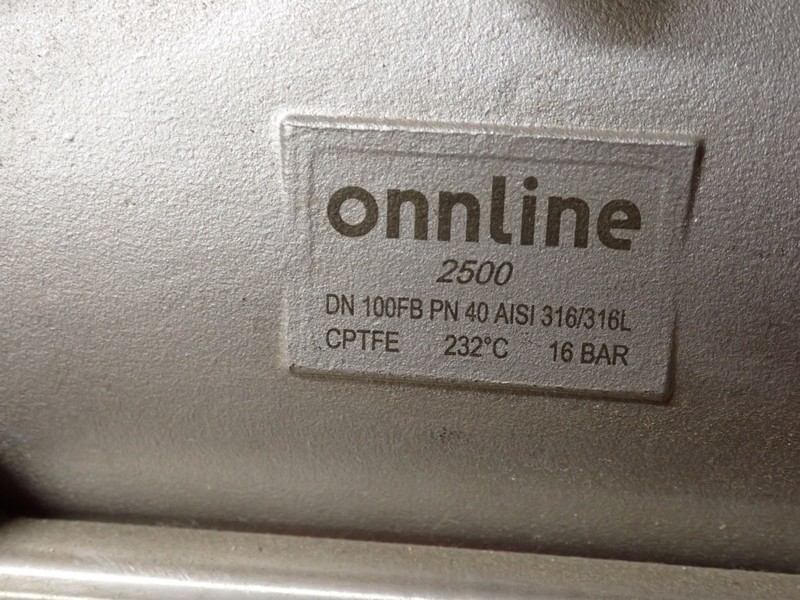 onnline
2500
DN 100FB PN 40 AISI 316/316L
CPTFE 232°C 16 BAR